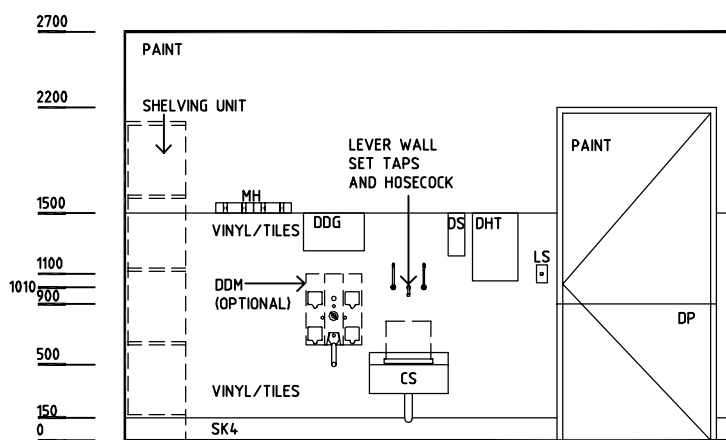 2700
PAINT
2200
SHELVING UNIT
LEVER WALL
SET TAPS
AND HOSECOCK
PAINT
MH
1500
VINYL/TILES
DDG
DS
DHT
LS
1100
1010
900
DDM
(OPTIONAL)
DP
500
CS
VINYL/TILES
150
0
SK4